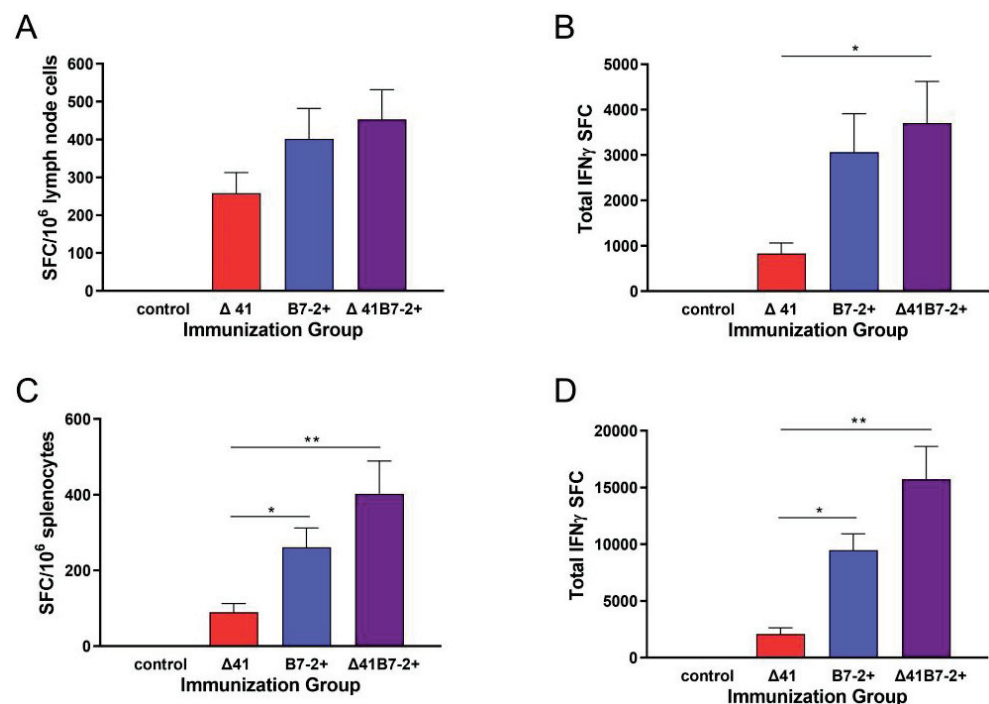 A
SFC/10⁶ lymph node cells
600
500
400
300
200
100
0
control Δ 41 B7-2+ Δ 41B7-2+
Immunization Group
B
Total IFNγ SFC
5000
4000
3000
2000
1000
0
*
control Δ 41 B7-2+ Δ41B7-2+
Immunization Group
C
SFC/10⁶ splenocytes
600
400
200
0
**
*
control Δ41 B7-2+ Δ41B7-2+
Immunization Group
D
Total IFNγ SFC
20000
15000
10000
5000
0
**
*
control Δ41 B7-2+ Δ41B7-2+
Immunization Group